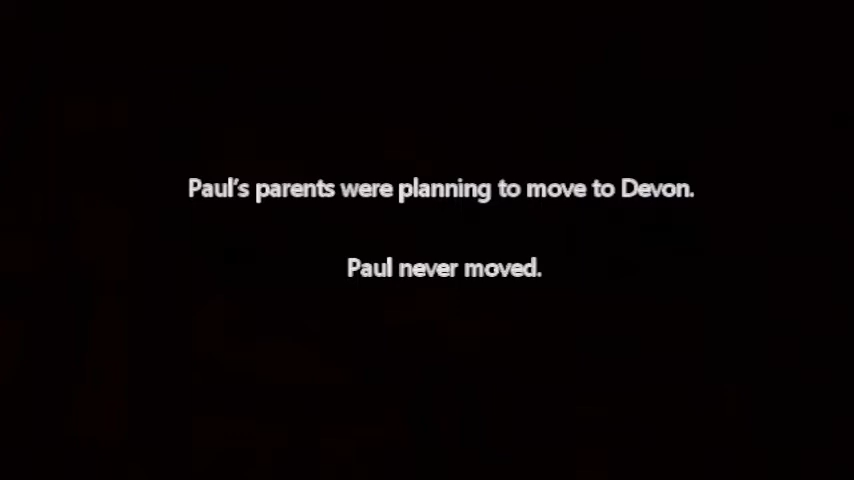 Paul’s parents were planning to move to Devon.
Paul never moved.